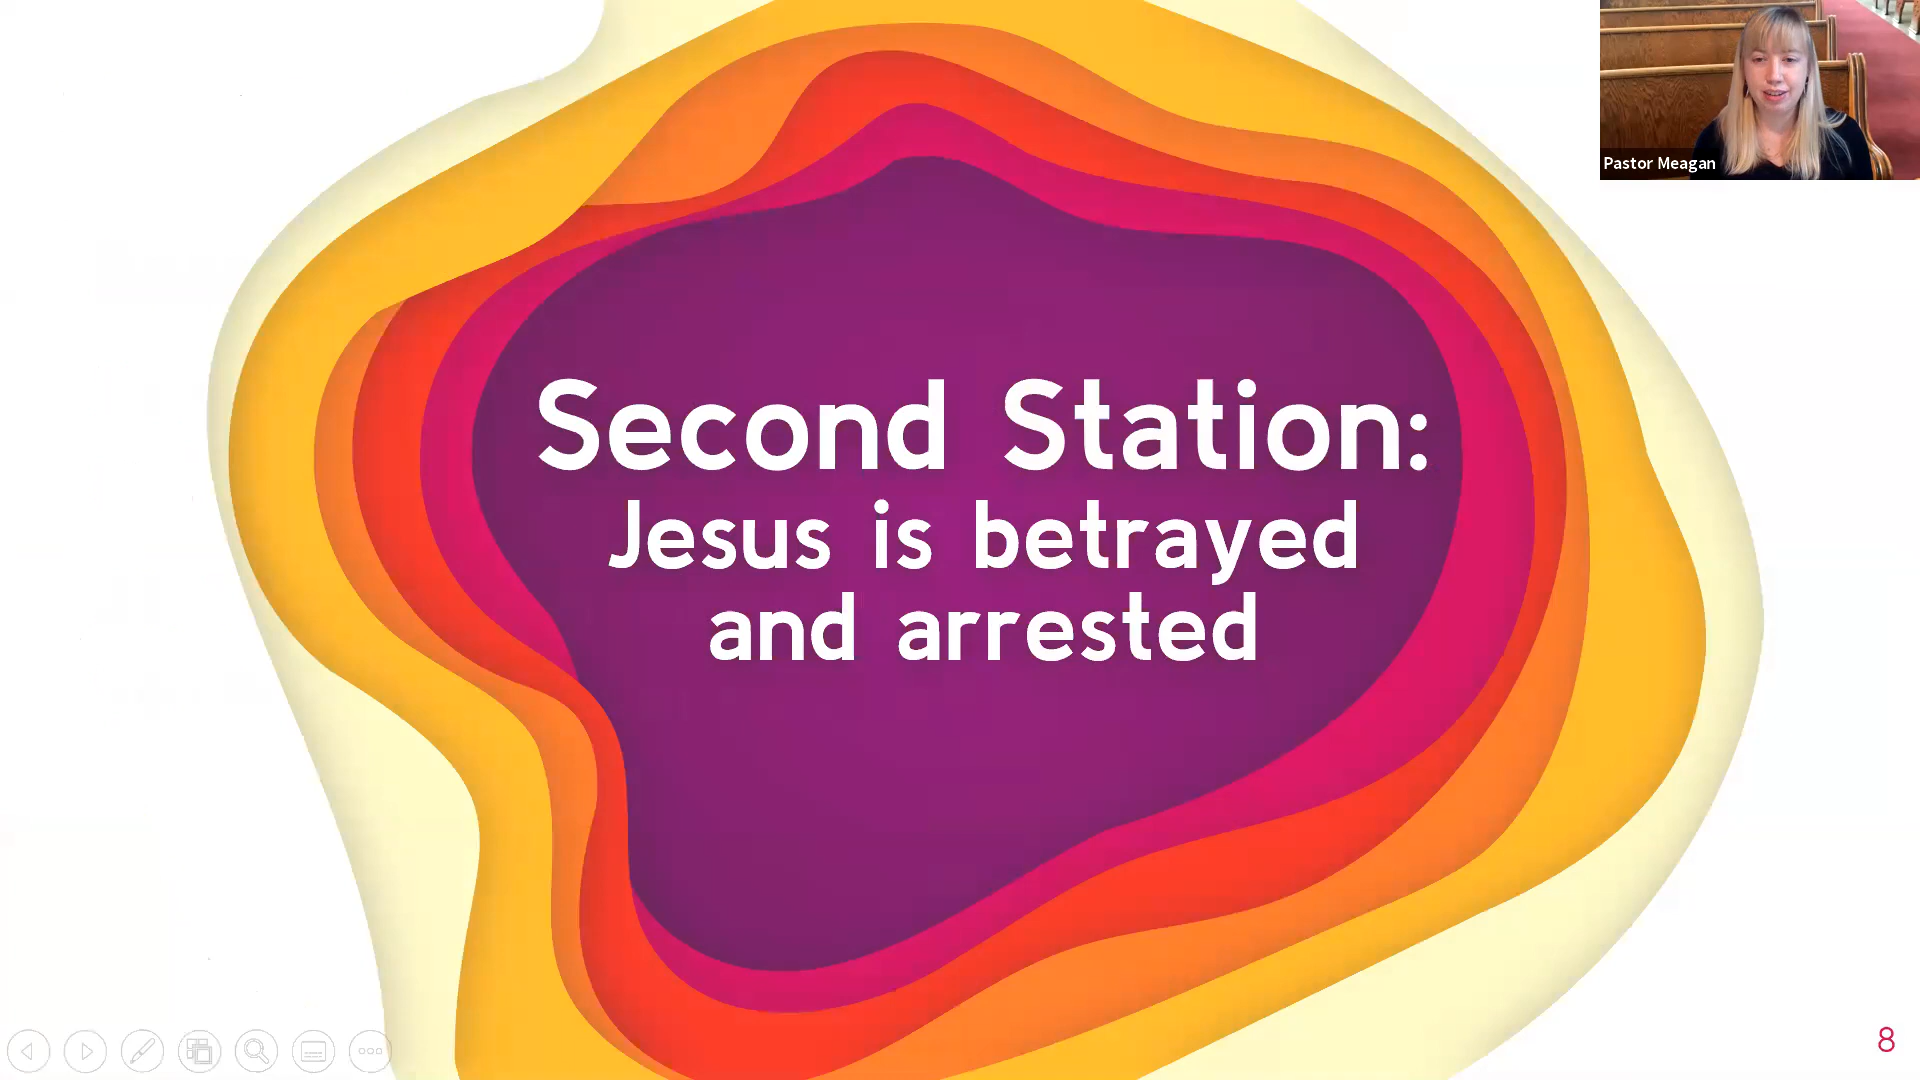 Pastor Meagan
Second Station:
Jesus is betrayed
and arrested
8